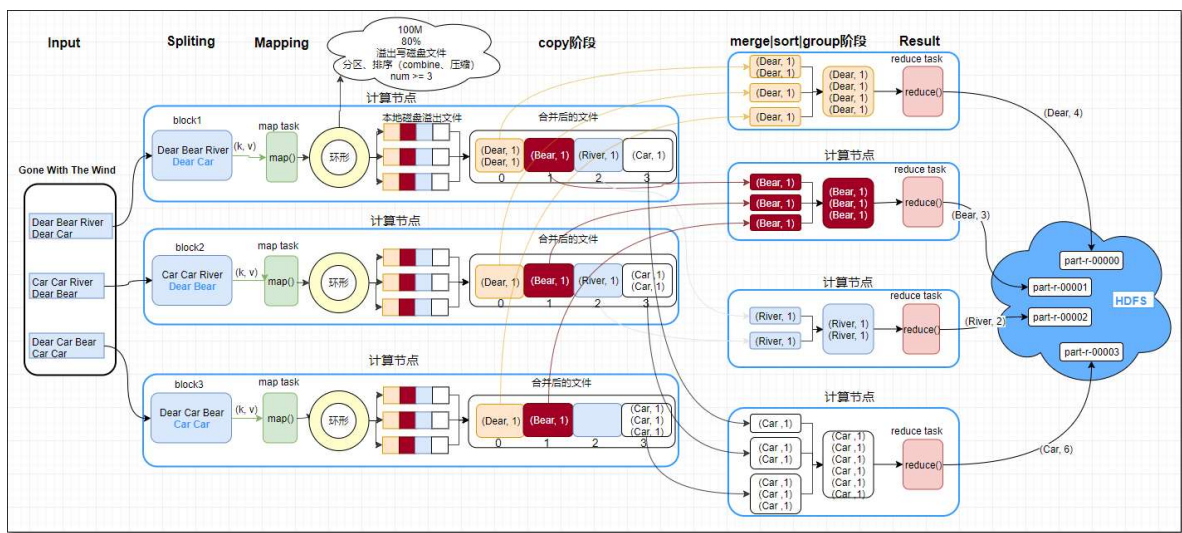 Input
Spliting
Mapping
100M
80%
溢出写磁盘文件
分区、排序（combine、压缩）
num >= 3
copy阶段
merge|sort|group阶段
Result
Gone With The Wind
Dear Bear River
Dear Car
Car Car River
Dear Bear
Dear Car Bear
Car Car
计算节点
block1
Dear Bear River
Dear Car
(k, v)
map task
map()
环形
本地磁盘溢出文件
合并后的文件
(Dear, 1)
(Dear, 1)
(Bear, 1)
(River, 1)
(Car, 1)
0
1
2
3
计算节点
block2
Car Car River
Dear Bear
(k, v)
map task
map()
环形
合并后的文件
(Dear, 1)
(Bear, 1)
(River, 1)
(Car ,1)
(Car, 1)
0
1
2
3
计算节点
block3
Dear Car Bear
Car Car
(k, v)
map task
map()
环形
合并后的文件
(Dear, 1)
(Bear, 1)
(Car, 1)
(Car, 1)
(Car, 1)
0
1
2
3
(Dear, 1)
(Dear, 1)
(Dear, 1)
(Dear, 1)
(Dear, 1)
(Dear, 1)
(Dear, 1)
(Dear, 1)
reduce task
reduce()
(Dear, 4)
计算节点
(Bear, 1)
(Bear, 1)
(Bear, 1)
(Bear, 1)
(Bear, 1)
(Bear, 1)
reduce task
reduce()
(Bear, 3)
计算节点
(River, 1)
(River, 1)
(River, 1)
(River, 1)
reduce task
reduce()
(River, 2)
计算节点
(Car ,1)
(Car ,1)
(Car ,1)
(Car ,1)
(Car ,1)
(Car ,1)
(Car ,1)
(Car ,1)
(Car ,1)
(Car ,1)
(Car ,1)
(Car ,1)
reduce task
reduce()
(Car, 6)
part-r-00000
part-r-00001
HDFS
part-r-00002
part-r-00003